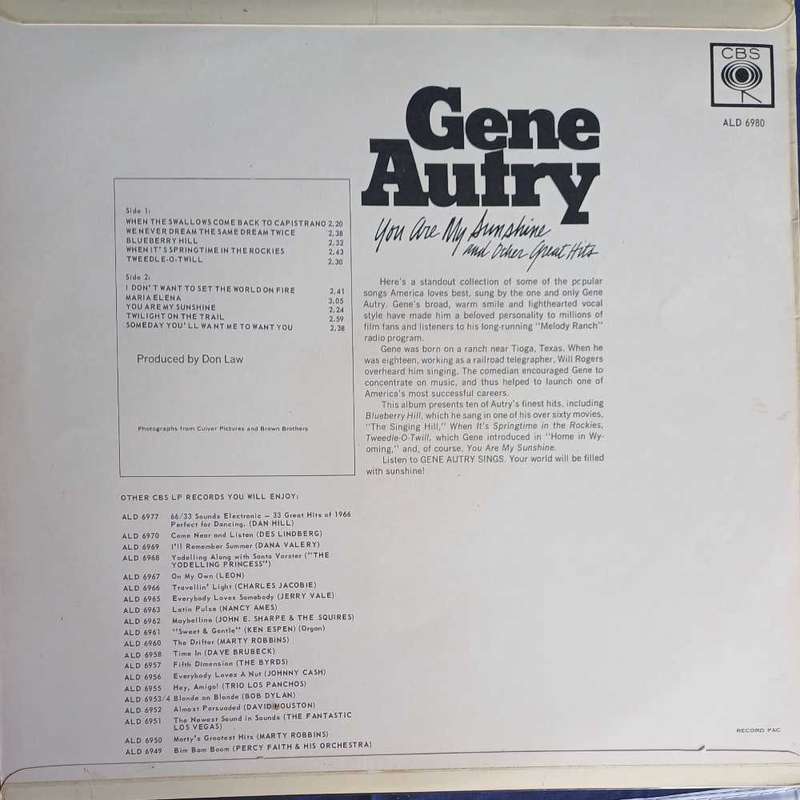 CBS
ALD 6980
Gene
Autry
You Are My Sunshine
and Other Great Hits
Side 1:
WHEN THE SWALLOWS COME BACK TO CAPISTRANO 2.20
WE NEVER DREAM THE SAME DREAM TWICE 2.38
BLUEBERRY HILL 2.32
WHEN IT'S SPRINGTIME IN THE ROCKIES 2.43
TWEEDLE-O-TWILL 2.30
Side 2:
I DON'T WANT TO SET THE WORLD ON FIRE 2.41
MARIA ELENA 3.05
YOU ARE MY SUNSHINE 2.24
TWILIGHT ON THE TRAIL 2.59
SOMEDAY YOU'LL WANT ME TO WANT YOU 2.38
Produced by Don Law
Photographs from Culver Pictures and Brown Brothers
Here's a standout collection of some of the popular
songs America loves best, sung by the one and only Gene
Autry. Gene's broad, warm smile and lighthearted vocal
style have made him a beloved personality to millions of
film fans and listeners to his long-running "Melody Ranch"
radio program.
Gene was born on a ranch near Tioga, Texas. When he
was eighteen, working as a railroad telegrapher, Will Rogers
overheard him singing. The comedian encouraged Gene to
concentrate on music, and thus helped to launch one of
America's most successful careers.
This album presents ten of Autry's finest hits, including
Blueberry Hill, which he sang in one of his over sixty movies,
"The Singing Hill," When It's Springtime in the Rockies,
Tweedle-O-Twill, which Gene introduced in "Home in Wy-
oming," and, of course, You Are My Sunshine.
Listen to GENE AUTRY SINGS. Your world will be filled
with sunshine!
OTHER CBS LP RECORDS YOU WILL ENJOY:
ALD 6977 66/33 Sounds Electronic – 33 Great Hits of 1966
Perfect for Dancing. (DAN HILL)
ALD 6970 Come Near and Listen (DES LINDBERG)
ALD 6969 I'll Remember Summer (DANA VALERY)
ALD 6968 Yodelling Along with Santa Vorster ("THE
YODELLING PRINCESS")
ALD 6967 On My Own (LEON)
ALD 6966 Travellin' Light (CHARLES JACOBIE)
ALD 6965 Everybody Loves Somebody (JERRY VALE)
ALD 6963 Latin Pulse (NANCY AMES)
ALD 6962 Maybelline (JOHN E. SHARPE & THE SQUIRES)
ALD 6961 "Sweet & Gentle" (KEN ESPEN) (Organ)
ALD 6960 The Drifter (MARTY ROBBINS)
ALD 6958 Time In (DAVE BRUBECK)
ALD 6957 Fifth Dimension (THE BYRDS)
ALD 6956 Everybody Loves A Nut (JOHNNY CASH)
ALD 6955 Hey, Amigo! (TRIO LOS PANCHOS)
ALD 6953/4 Blonde on Blonde (BOB DYLAN)
ALD 6952 Almost Persuaded (DAVID HOUSTON)
ALD 6951 The Newest Sound in Sounds (THE FANTASTIC
LOS VEGAS)
ALD 6950 Marty's Greatest Hits (MARTY ROBBINS)
ALD 6949 Bim Bam Boom (PERCY FAITH & HIS ORCHESTRA)
RECORD PAC